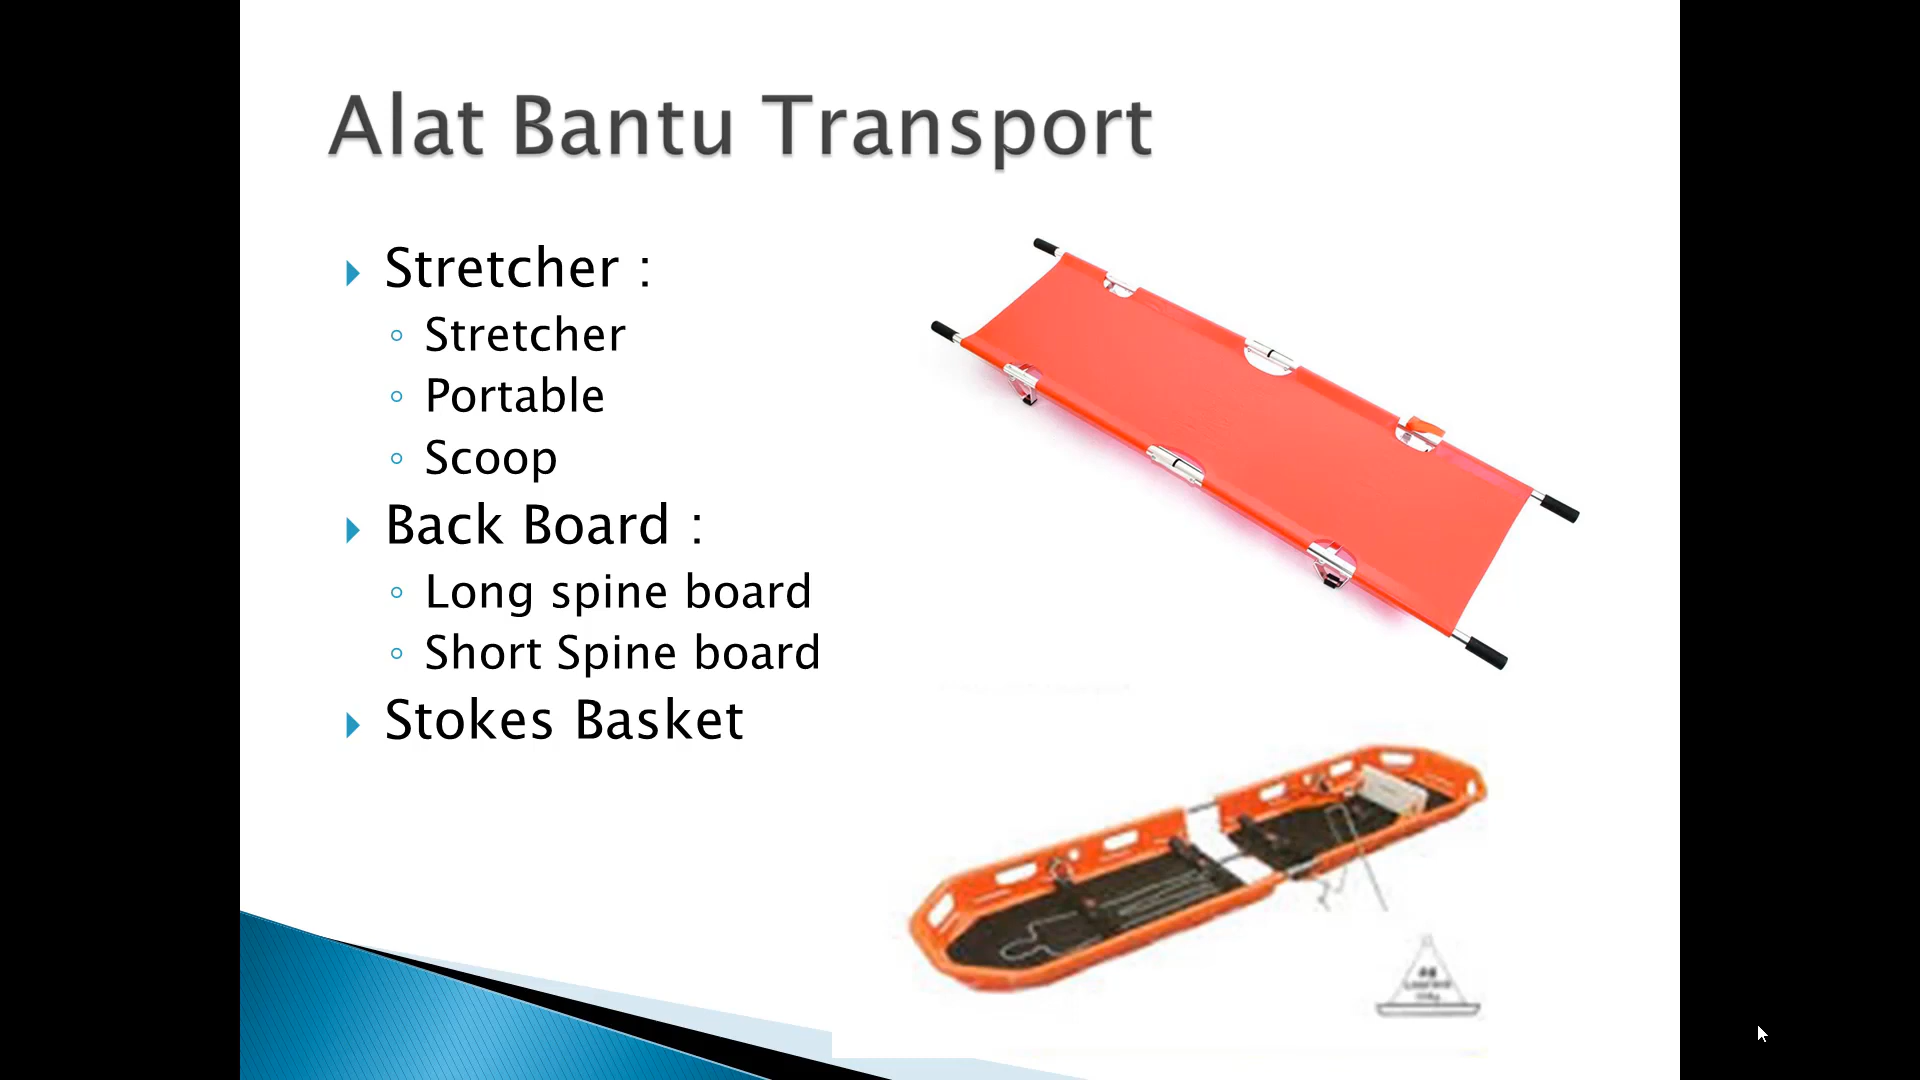 Alat Bantu Transport
Stretcher :
Stretcher
Portable
Scoop
Back Board :
Long spine board
Short Spine board
Stokes Basket